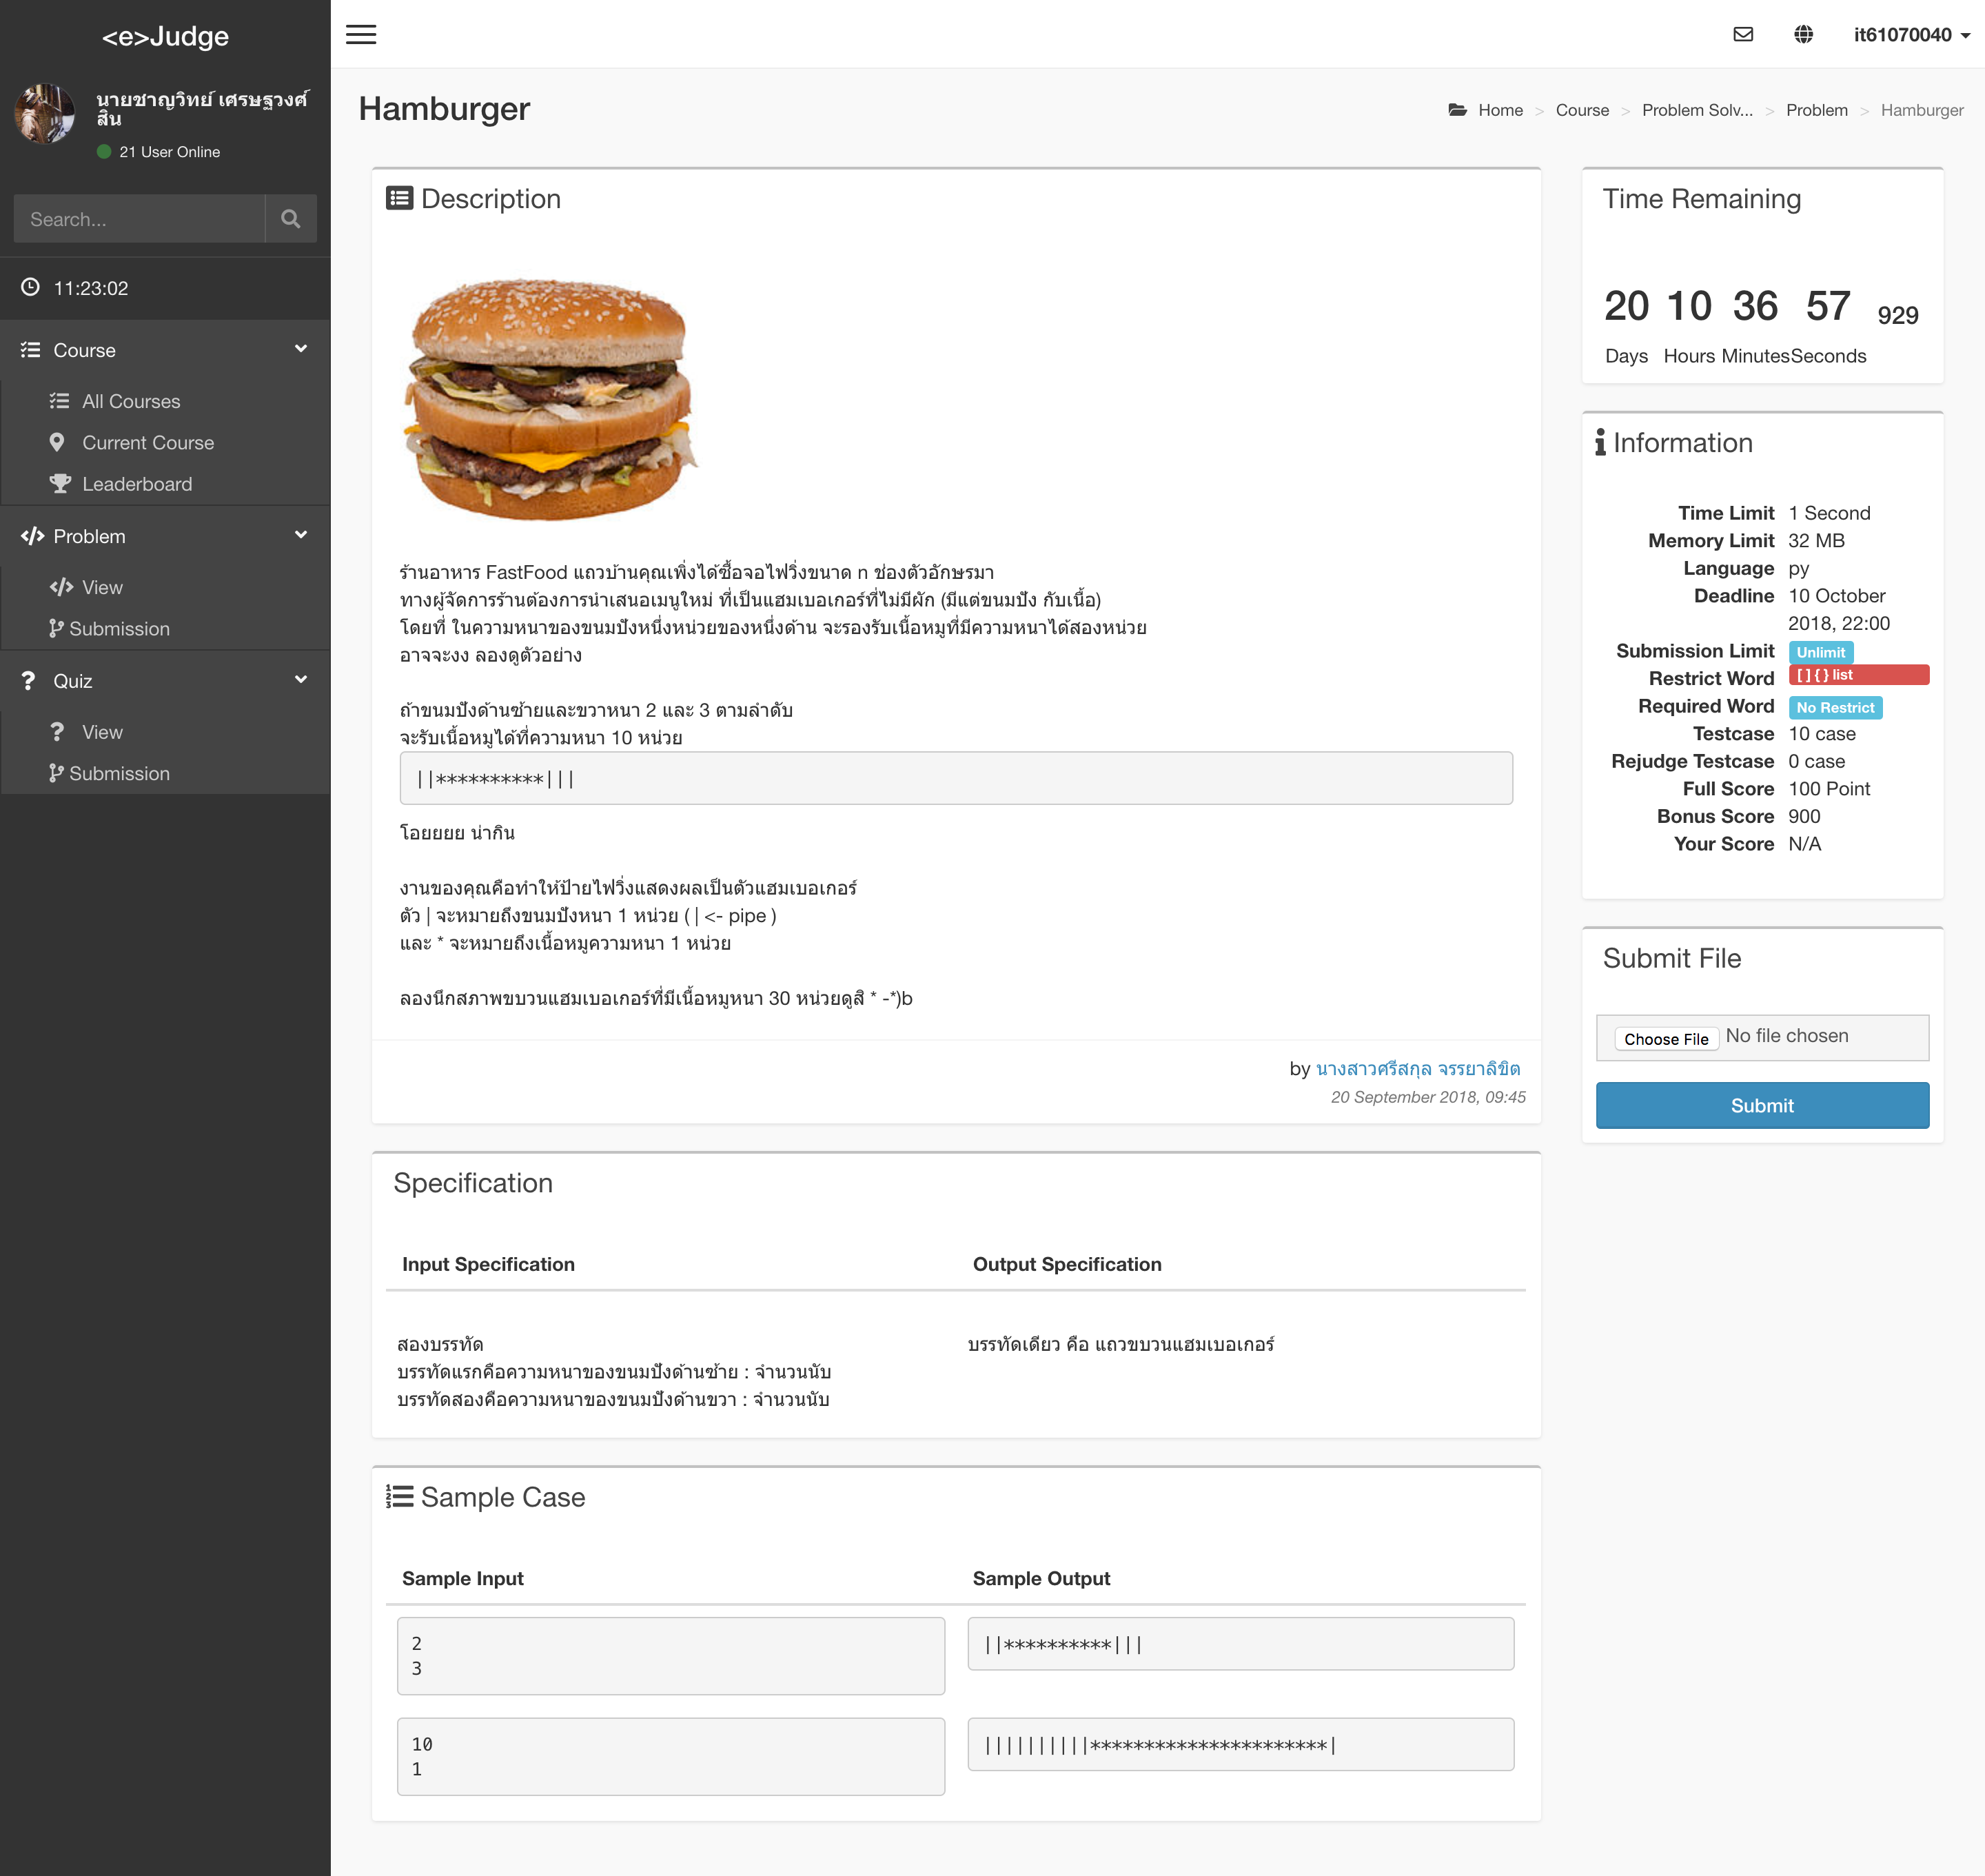 <e>Judge
it61070040
นายชาญวิทย์ เศรษฐวงศ์
สิน
21 User Online
Search...
11:23:02
Course
All Courses
Current Course
Leaderboard
Problem
View
Submission
Quiz
View
Submission
Hamburger
Home > Course > Problem Solv... > Problem > Hamburger
Description
ร้านอาหาร FastFood แถวบ้านคุณเพิ่งได้ซื้อจอไฟวิ่งขนาด n ช่องตัวอักษรมา
ทางผู้จัดการร้านต้องการนำเสนอเมนูใหม่ ที่เป็นแฮมเบอเกอร์ที่ไม่มีผัก (มีแต่ขนมปัง กับเนื้อ)
โดยที่ ในความหนาของขนมปังหนึ่งหน่วยของหนึ่งด้าน จะรองรับเนื้อหมูที่มีความหนาได้สองหน่วย
อาจจะงง ลองดูตัวอย่าง
ถ้าขนมปังด้านซ้ายและขวาหนา 2 และ 3 ตามลำดับ
จะรับเนื้อหมูได้ที่ความหนา 10 หน่วย
||**********|||
โอยยยย น่ากิน
งานของคุณคือทำให้ป้ายไฟวิ่งแสดงผลเป็นตัวแฮมเบอเกอร์
ตัว | จะหมายถึงขนมปังหนา 1 หน่วย ( | <- pipe )
และ * จะหมายถึงเนื้อหมูความหนา 1 หน่วย
ลองนึกสภาพขบวนแฮมเบอเกอร์ที่มีเนื้อหมูหนา 30 หน่วยดูสิ * -*)b
by นางสาวศรีสกุล จรรยาลิขิต
20 September 2018, 09:45
Specification
Input Specification Output Specification
สองบรรทัด
บรรทัดแรกคือความหนาของขนมปังด้านซ้าย : จำนวนนับ
บรรทัดสองคือความหนาของขนมปังด้านขวา : จำนวนนับ
บรรทัดเดียว คือ แถวขบวนแฮมเบอเกอร์
Sample Case
Sample Input Sample Output
2
3
||**********|||
10
1
||||||||||**********************|
Time Remaining
20 10 36 57 929
Days Hours Minutes Seconds
Information
Time Limit 1 Second
Memory Limit 32 MB
Language py
Deadline 10 October
2018, 22:00
Submission Limit Unlimit
Restrict Word [ ] { } list
Required Word No Restrict
Testcase 10 case
Rejudge Testcase 0 case
Full Score 100 Point
Bonus Score 900
Your Score N/A
Submit File
Choose File No file chosen
Submit